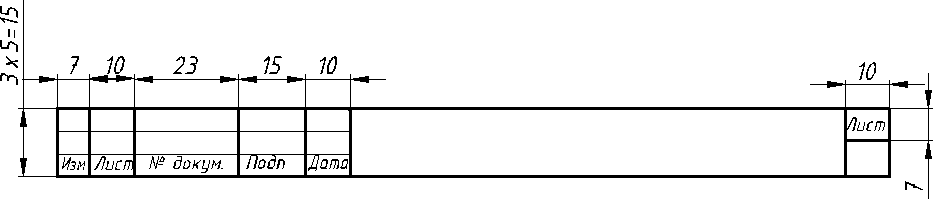 3 x 5=15
7 10 23 15 10 10
Лист
Изм Лист № докум. Подп Дата
7